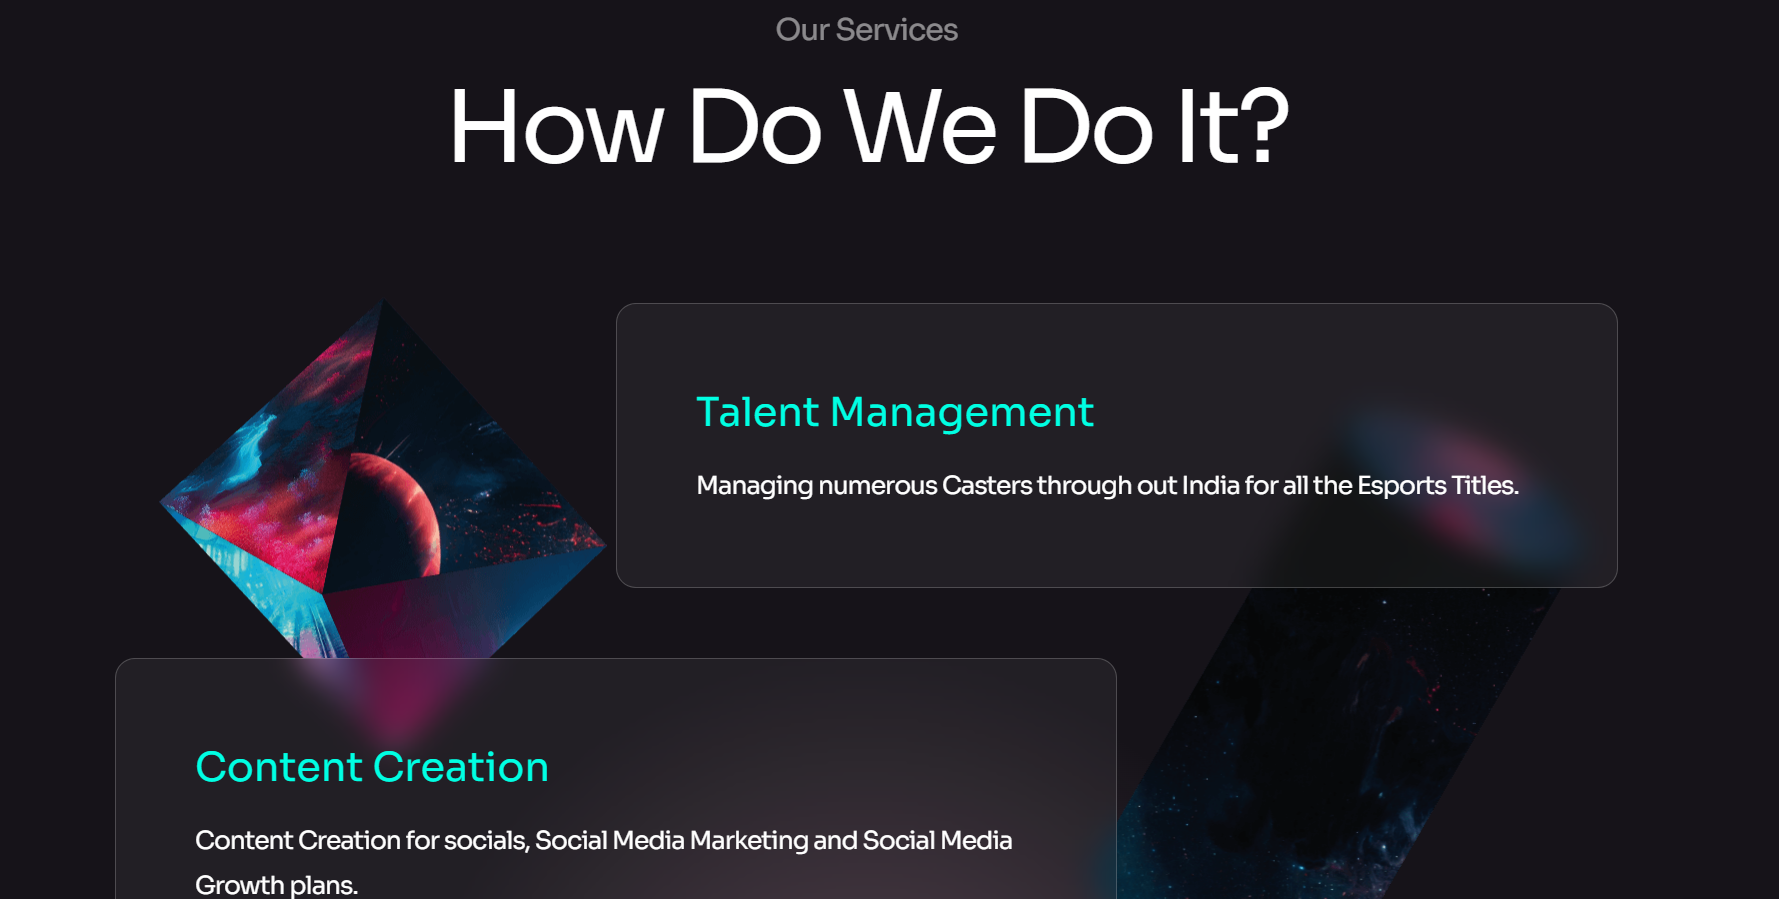 Our Services
How Do We Do It?
Talent Management
Managing numerous Casters through out India for all the Esports Titles.
Content Creation
Content Creation for socials, Social Media Marketing and Social Media
Growth plans.